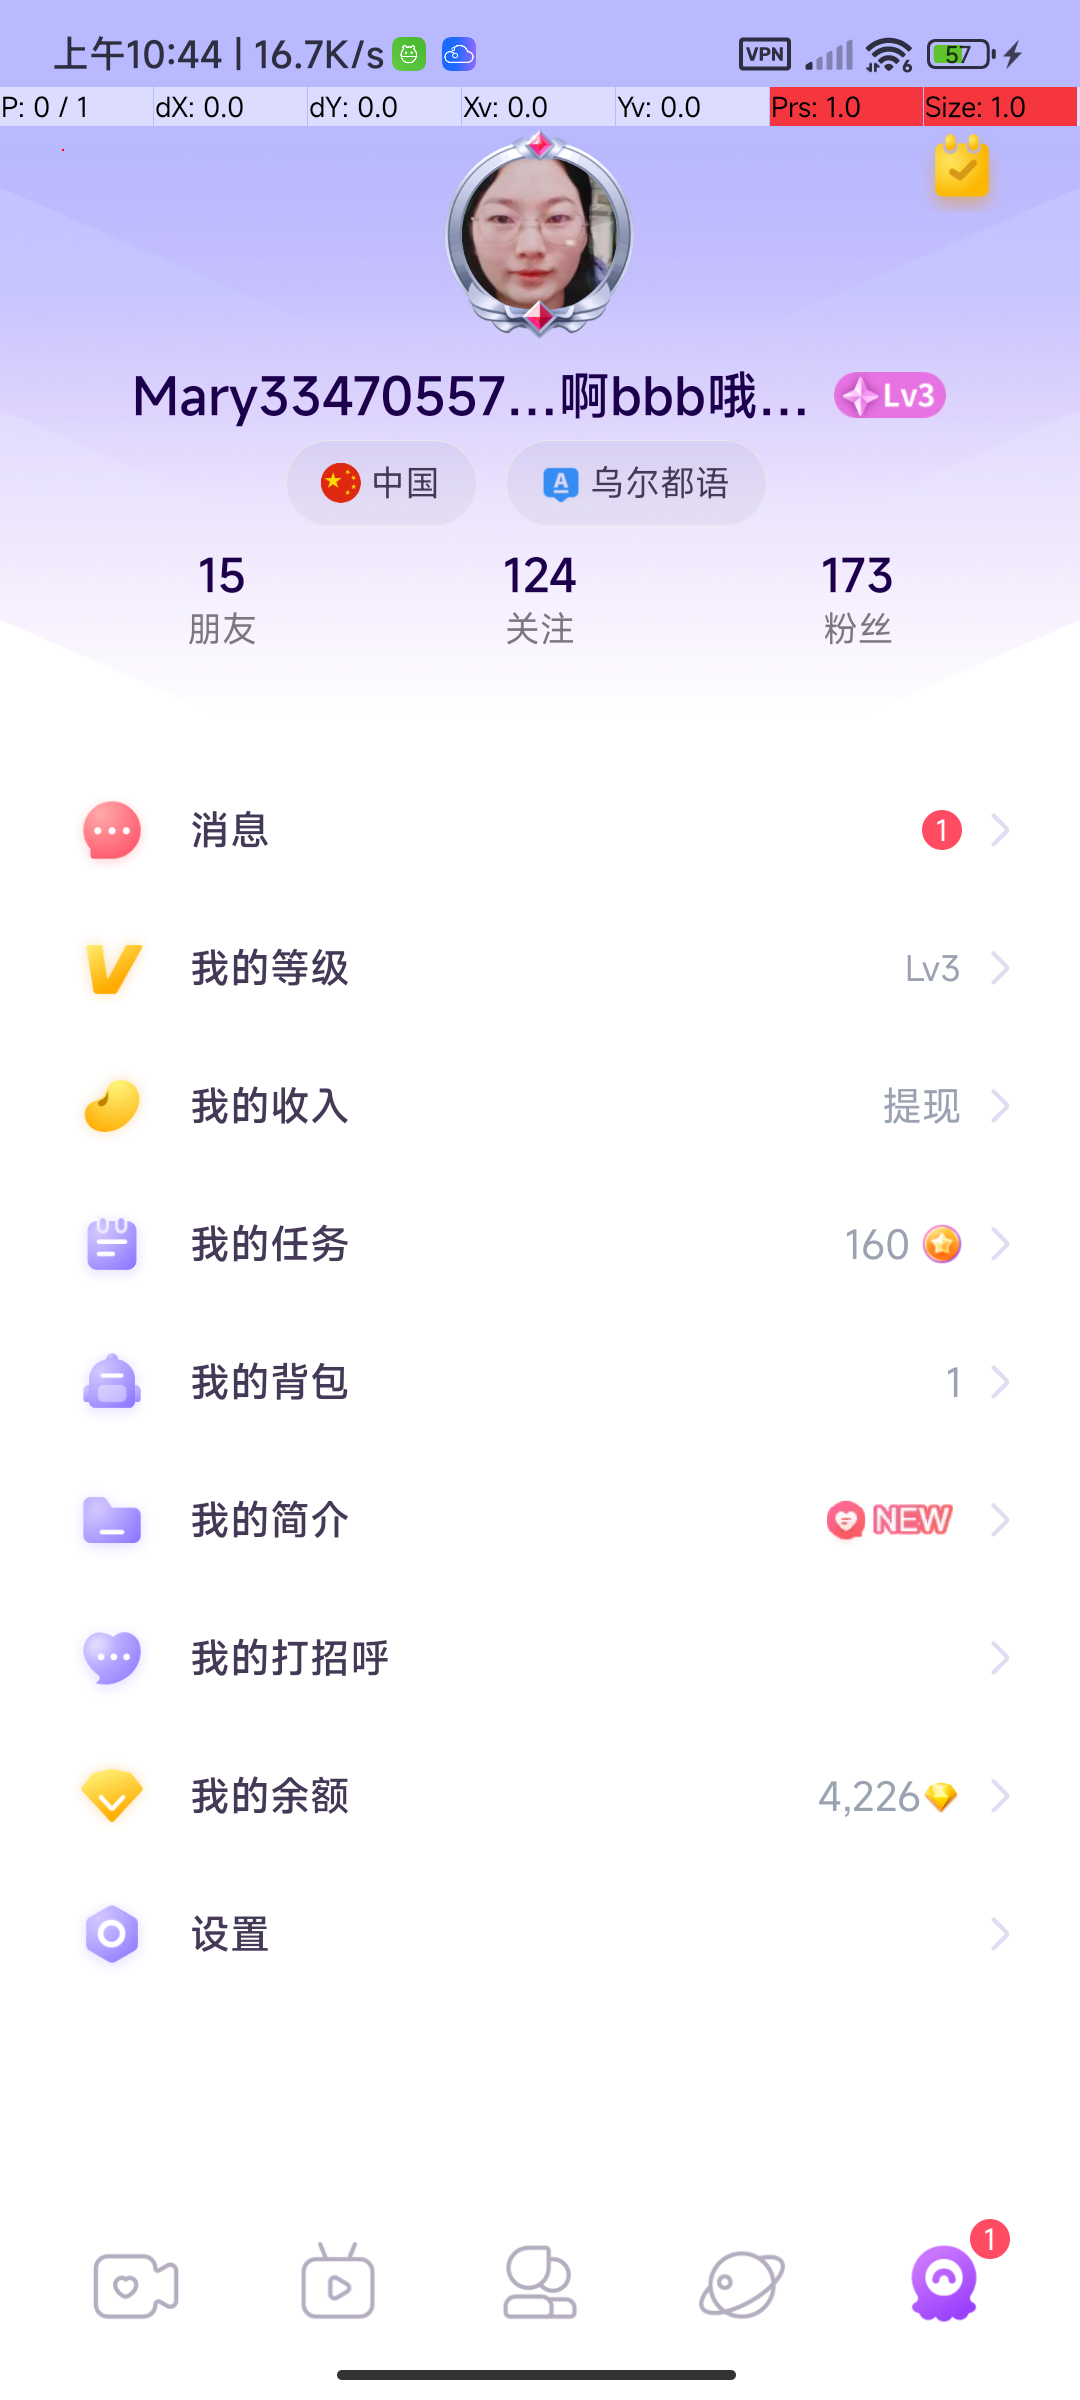 上午10:44 | 16.7K/s VPN 6 57
P: 0 / 1 dX: 0.0 dY: 0.0 Xv: 0.0 Yv: 0.0 Prs: 1.0 Size: 1.0
Mary33470557...啊bbb哦... Lv3
中国 A 乌尔都语
15 124 173
朋友 关注 粉丝
消息 1
我的等级 Lv3
我的收入 提现
我的任务 160
我的背包 1
我的简介 NEW
我的打招呼
我的余额 4,226
设置
1